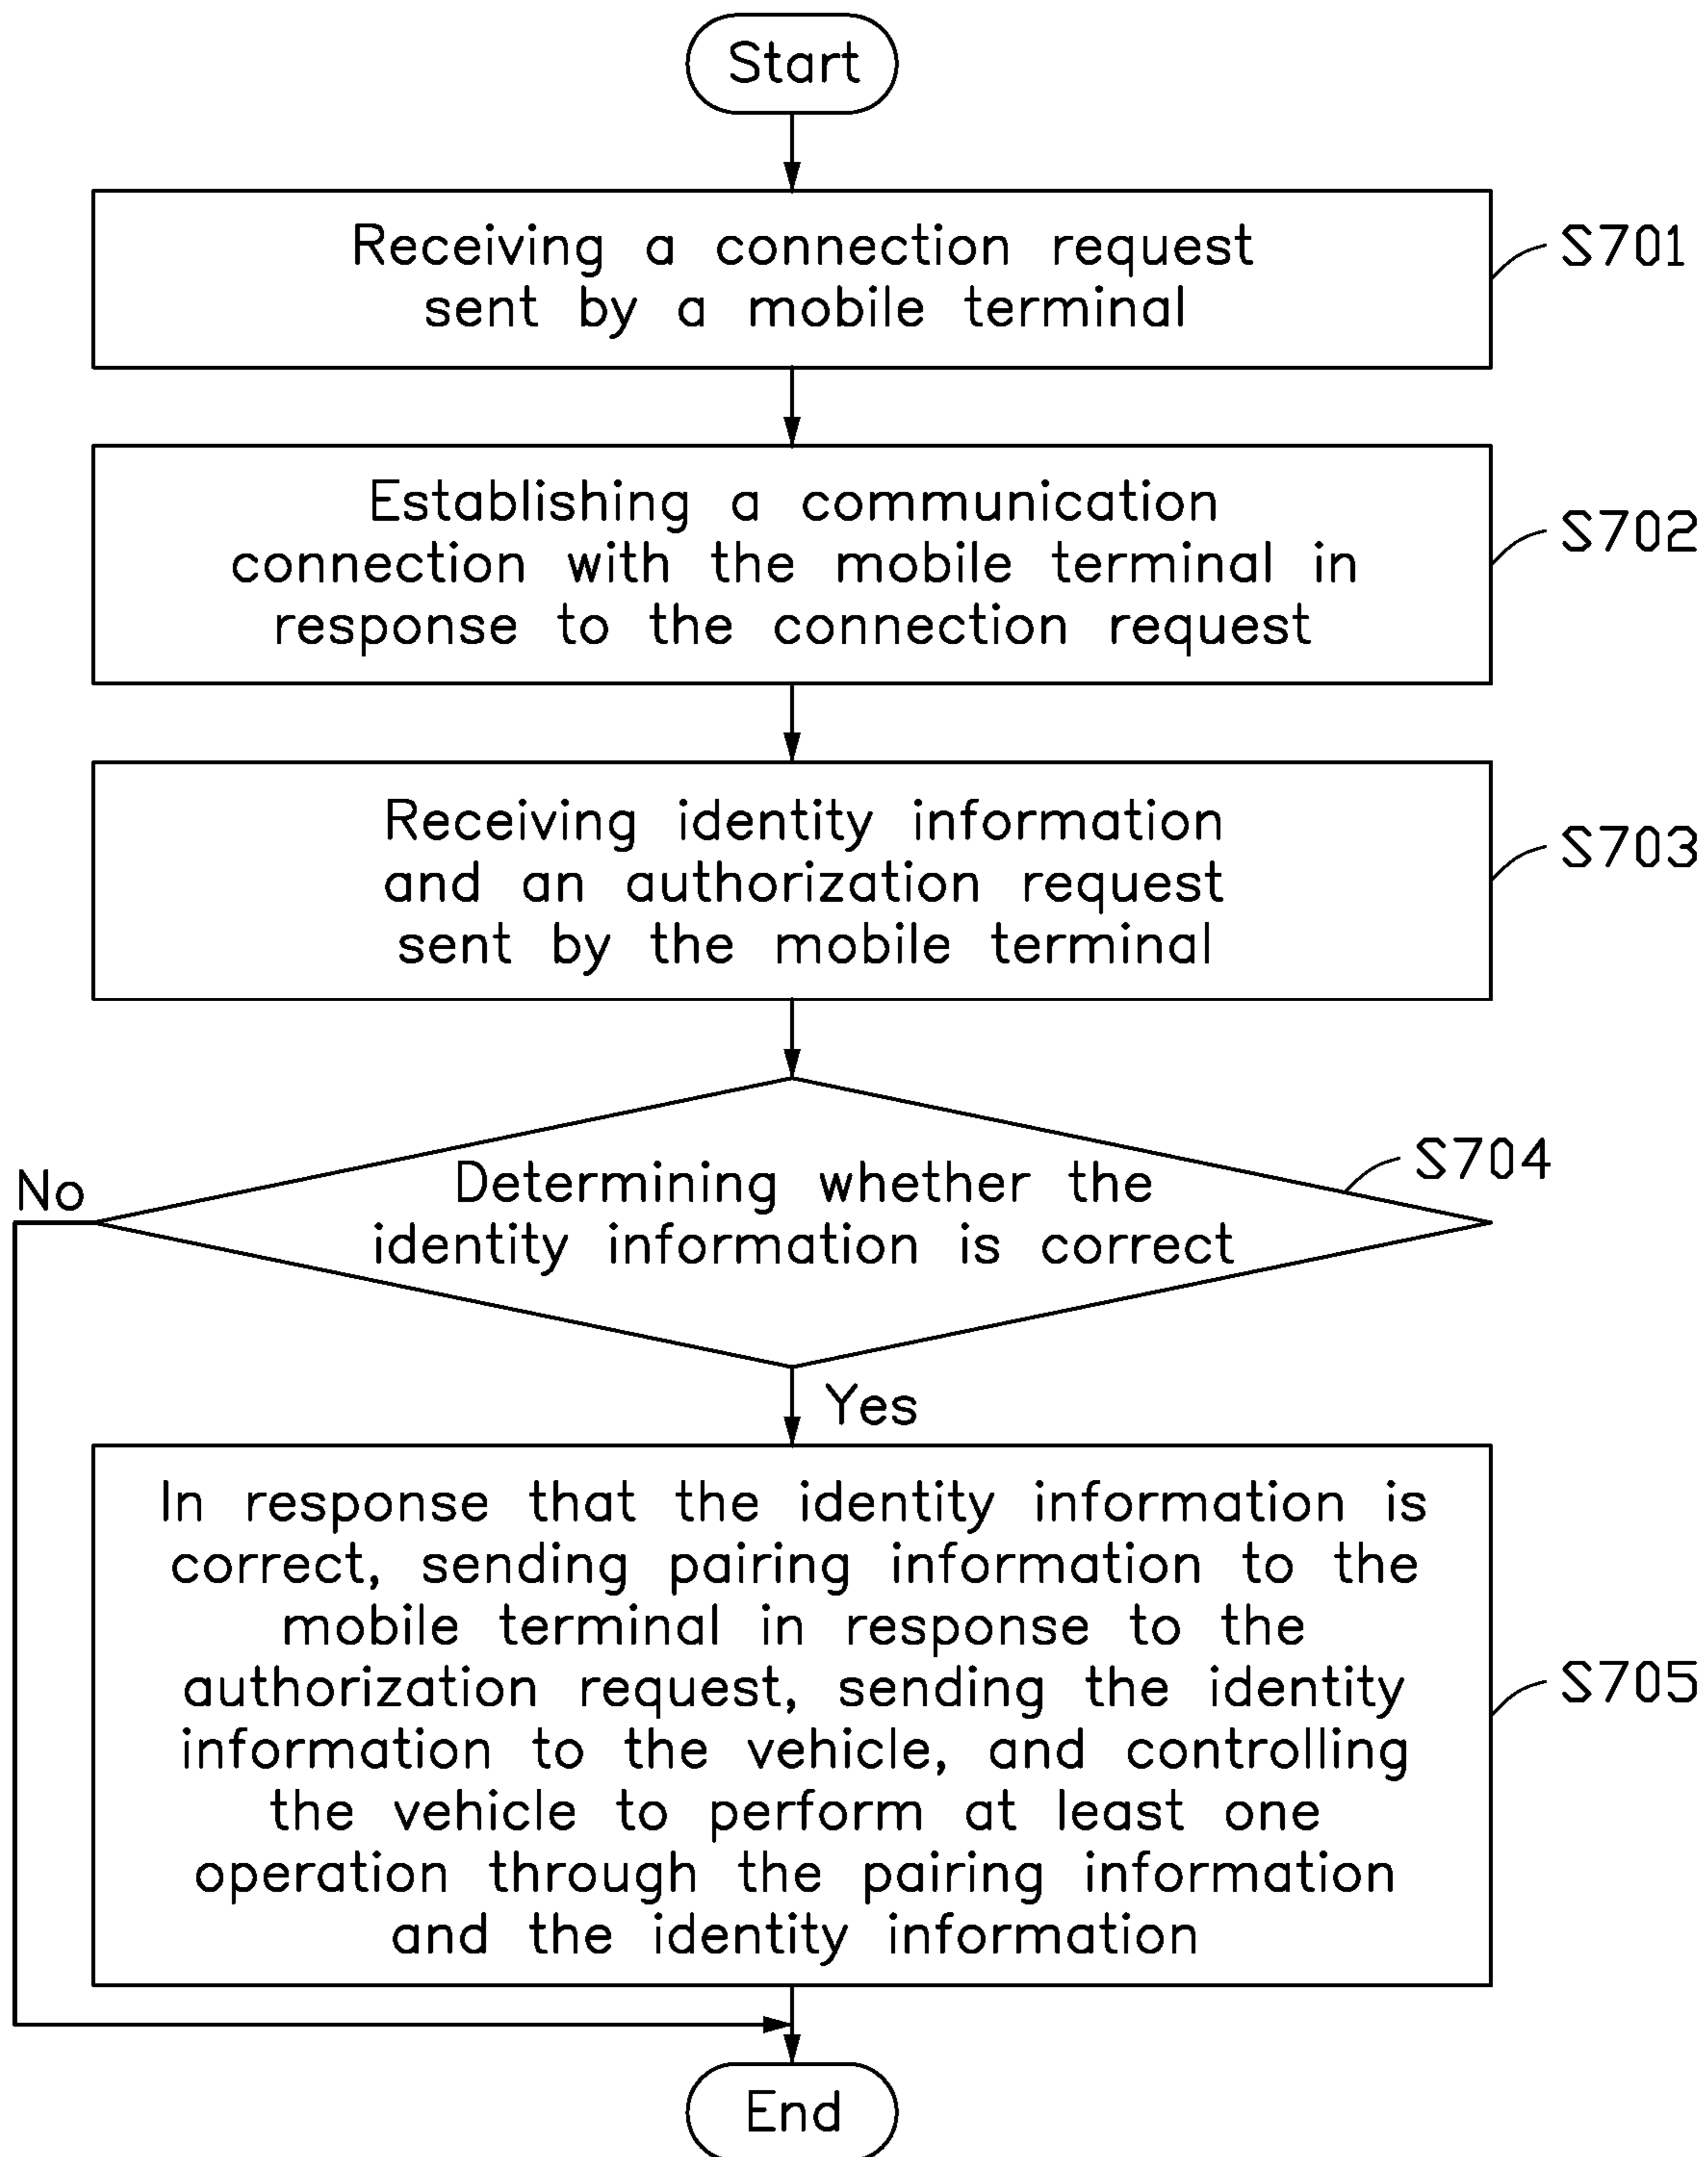 Start
Receiving a connection request
sent by a mobile terminal
S701
Establishing a communication
connection with the mobile terminal in
response to the connection request
S702
Receiving identity information
and an authorization request
sent by the mobile terminal
S703
Determining whether the
identity information is correct
S704
No
Yes
In response that the identity information is
correct, sending pairing information to the
mobile terminal in response to the
authorization request, sending the identity
information to the vehicle, and controlling
the vehicle to perform at least one
operation through the pairing information
and the identity information
S705
End